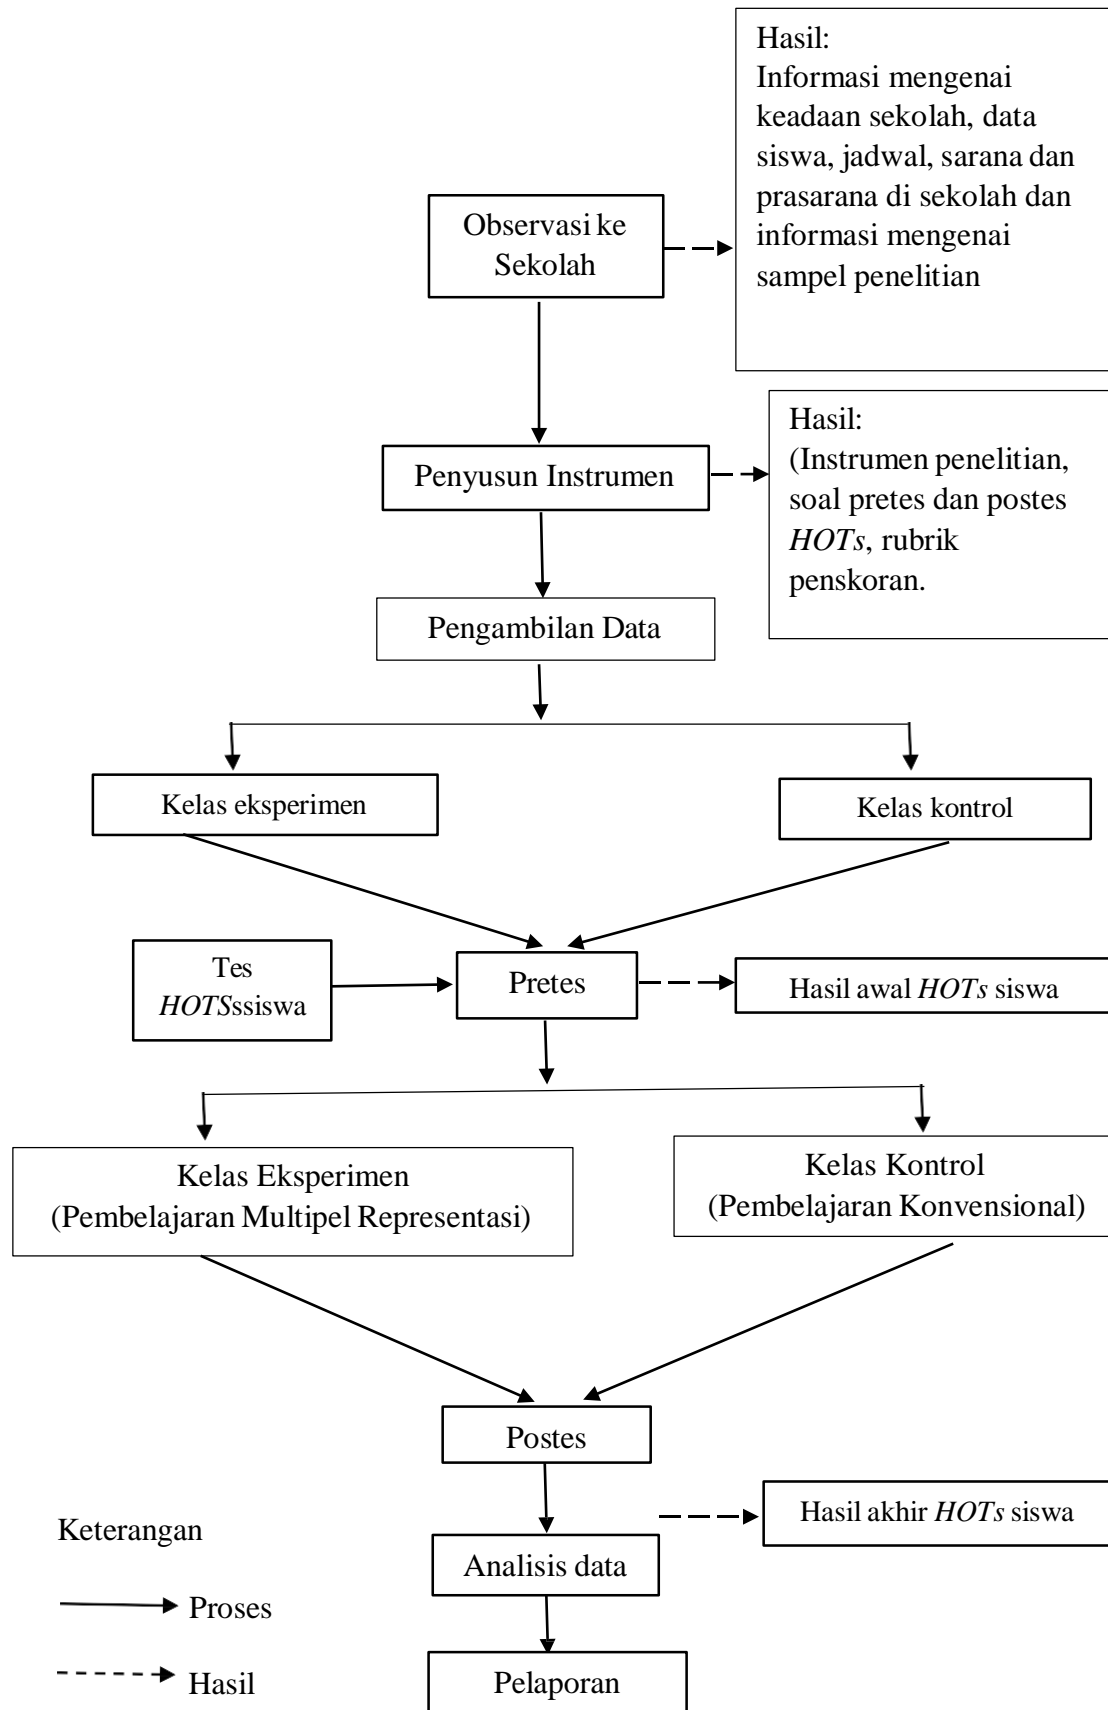 Hasil:
Informasi mengenai
keadaan sekolah, data
siswa, jadwal, sarana dan
prasarana di sekolah dan
informasi mengenai
sampel penelitian
Observasi ke
Sekolah
Hasil:
(Instrumen penelitian,
soal pretes dan postes
HOTs, rubrik
penskoran.
Penyusun Instrumen
Pengambilan Data
Kelas eksperimen
Kelas kontrol
Tes
HOTSssiswa
Pretes
Hasil awal HOTs siswa
Kelas Eksperimen
(Pembelajaran Multipel Representasi)
Kelas Kontrol
(Pembelajaran Konvensional)
Postes
Hasil akhir HOTs siswa
Analisis data
Pelaporan
Keterangan
Proses
Hasil